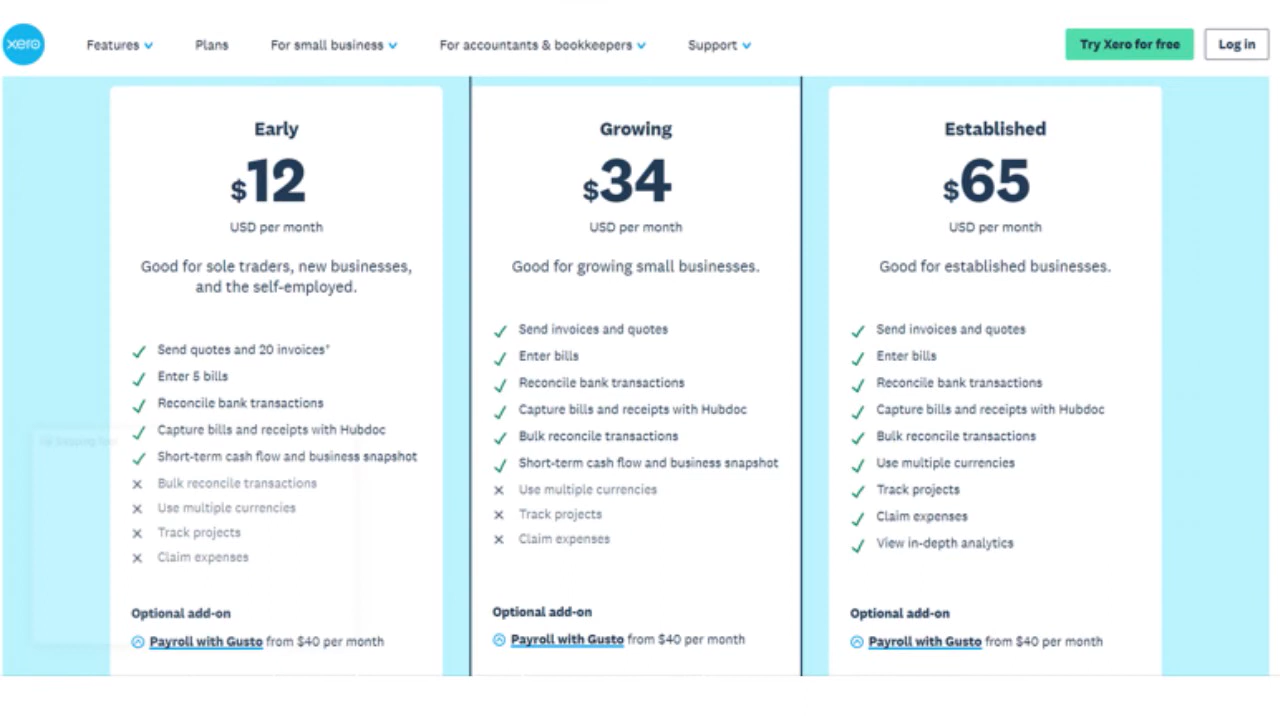 xero
Features
Plans
For small business
For accountants & bookkeepers
Support
Try Xero for free
Log in
Early
$12
USD per month
Good for sole traders, new businesses,
and the self-employed.
Send quotes and 20 invoices*
Enter 5 bills
Reconcile bank transactions
Capture bills and receipts with Hubdoc
Short-term cash flow and business snapshot
Bulk reconcile transactions
Use multiple currencies
Track projects
Claim expenses
Optional add-on
Payroll with Gusto from $40 per month
Growing
$34
USD per month
Good for growing small businesses.
Send invoices and quotes
Enter bills
Reconcile bank transactions
Capture bills and receipts with Hubdoc
Bulk reconcile transactions
Short-term cash flow and business snapshot
Use multiple currencies
Track projects
Claim expenses
Optional add-on
Payroll with Gusto from $40 per month
Established
$65
USD per month
Good for established businesses.
Send invoices and quotes
Enter bills
Reconcile bank transactions
Capture bills and receipts with Hubdoc
Bulk reconcile transactions
Use multiple currencies
Track projects
Claim expenses
View in-depth analytics
Optional add-on
Payroll with Gusto from $40 per month